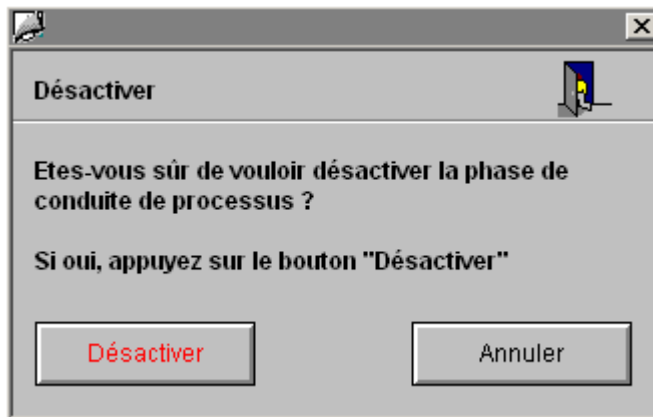 Désactiver
Etes-vous sûr de vouloir désactiver la phase de
conduite de processus ?
Si oui, appuyez sur le bouton "Désactiver"
Désactiver
Annuler